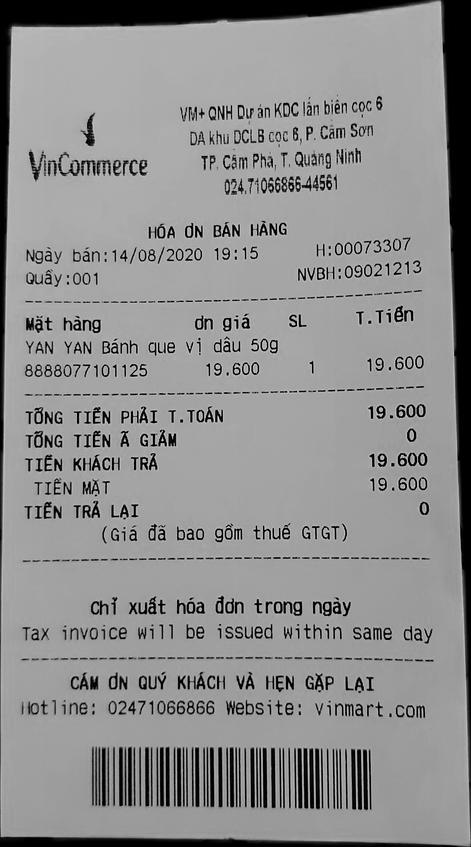 VinCommerce
VM+ QNH Dự án KDC lấn biển cọc 6
DA khu DCLB cọc 6, P. Cẩm Sơn
TP. Cẩm Phả, T. Quảng Ninh
024.71066866-44561
HÓA ƠN BÁN HÀNG
Ngày bán:14/08/2020 19:15 H:00073307
Quầy:001 NVBH:09021213
Mặt hàng ơn giá SL T.Tiền
YAN YAN Bánh que vị dâu 50g
8888077101125 19.600 1 19.600
TỔNG TIỀN PHẢI T.TOÁN 19.600
TỔNG TIỀN Ã GIẢM 0
TIỀN KHÁCH TRẢ 19.600
TIỀN MẶT 19.600
TIỀN TRẢ LẠI 0
(Giá đã bao gồm thuế GTGT)
Chỉ xuất hóa đơn trong ngày
Tax invoice will be issued within same day
CÁM ƠN QUÝ KHÁCH VÀ HẸN GẶP LẠI
Hotline: 02471066866 Website: vinmart.com